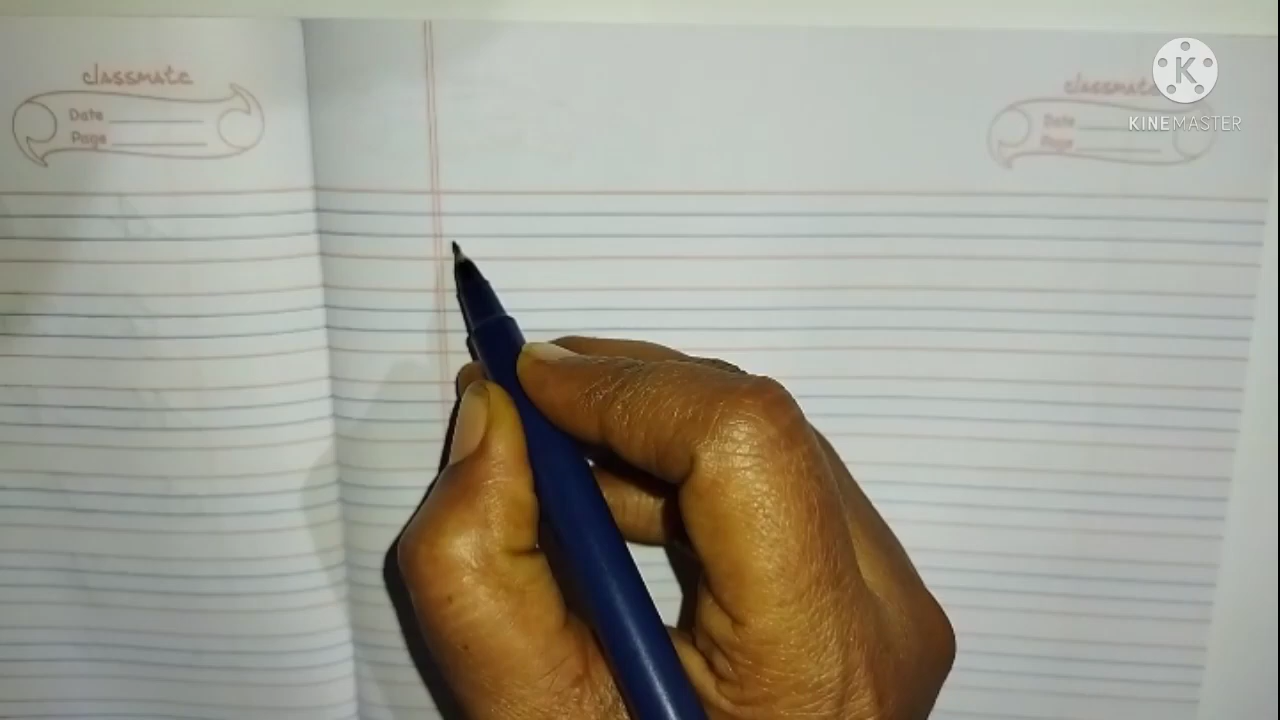 classmate
Date
Page
classmate
Date
Page
KINEMASTER